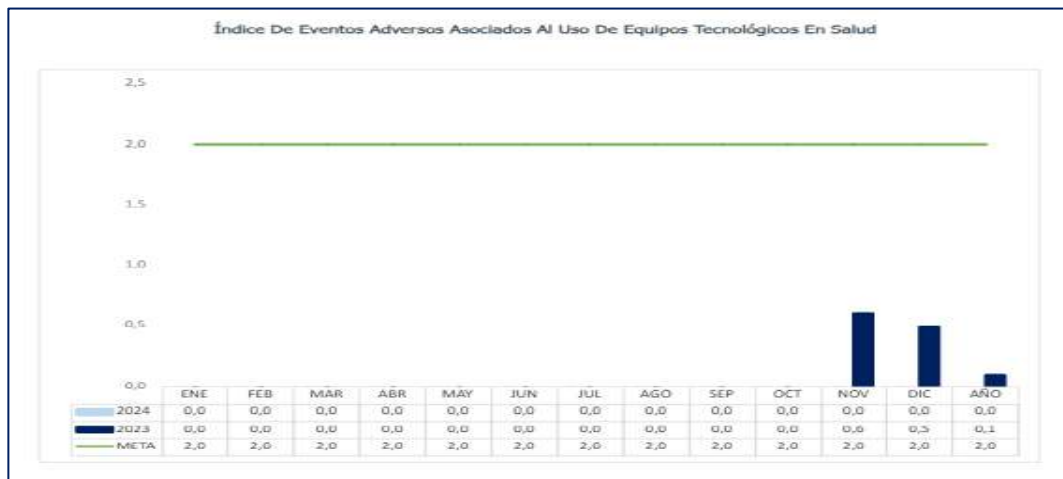 Índice De Eventos Adversos Asociados Al Uso De Equipos Tecnológicos En Salud
2,5
2,0
1,5
1,0
0,5
0,0
ENE FEB MAR ABR MAY JUN JUL AGO SEP OCT NOV DIC AÑO
2024 0,0 0,0 0,0 0,0 0,0 0,0 0,0 0,0 0,0 0,0 0,0 0,0 0,0
2023 0,0 0,0 0,0 0,0 0,0 0,0 0,0 0,0 0,0 0,0 0,6 0,5 0,1
META 2,0 2,0 2,0 2,0 2,0 2,0 2,0 2,0 2,0 2,0 2,0 2,0 2,0